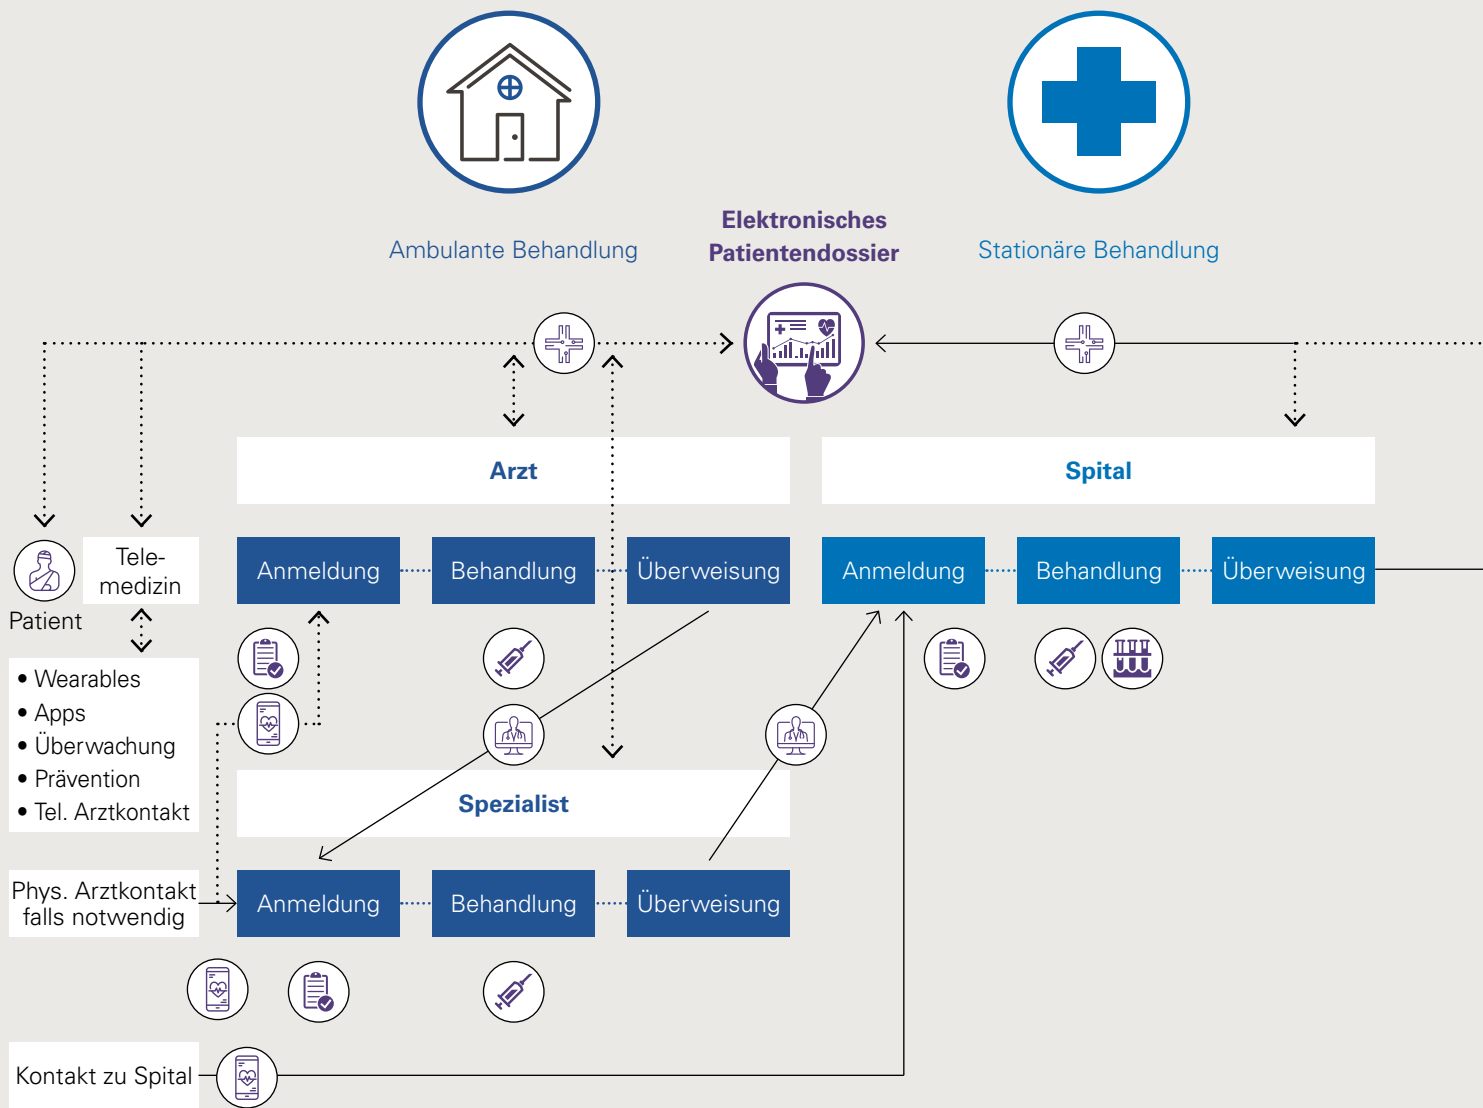 Elektronisches
Patientendossier
Ambulante Behandlung
Stationäre Behandlung
Arzt
Spital
Patient
Tele-
medizin
Anmeldung
Behandlung
Überweisung
Anmeldung
Behandlung
Überweisung
• Wearables
• Apps
• Überwachung
• Prävention
• Tel. Arztkontakt
Spezialist
Phys. Arztkontakt
falls notwendig
Anmeldung
Behandlung
Überweisung
Kontakt zu Spital